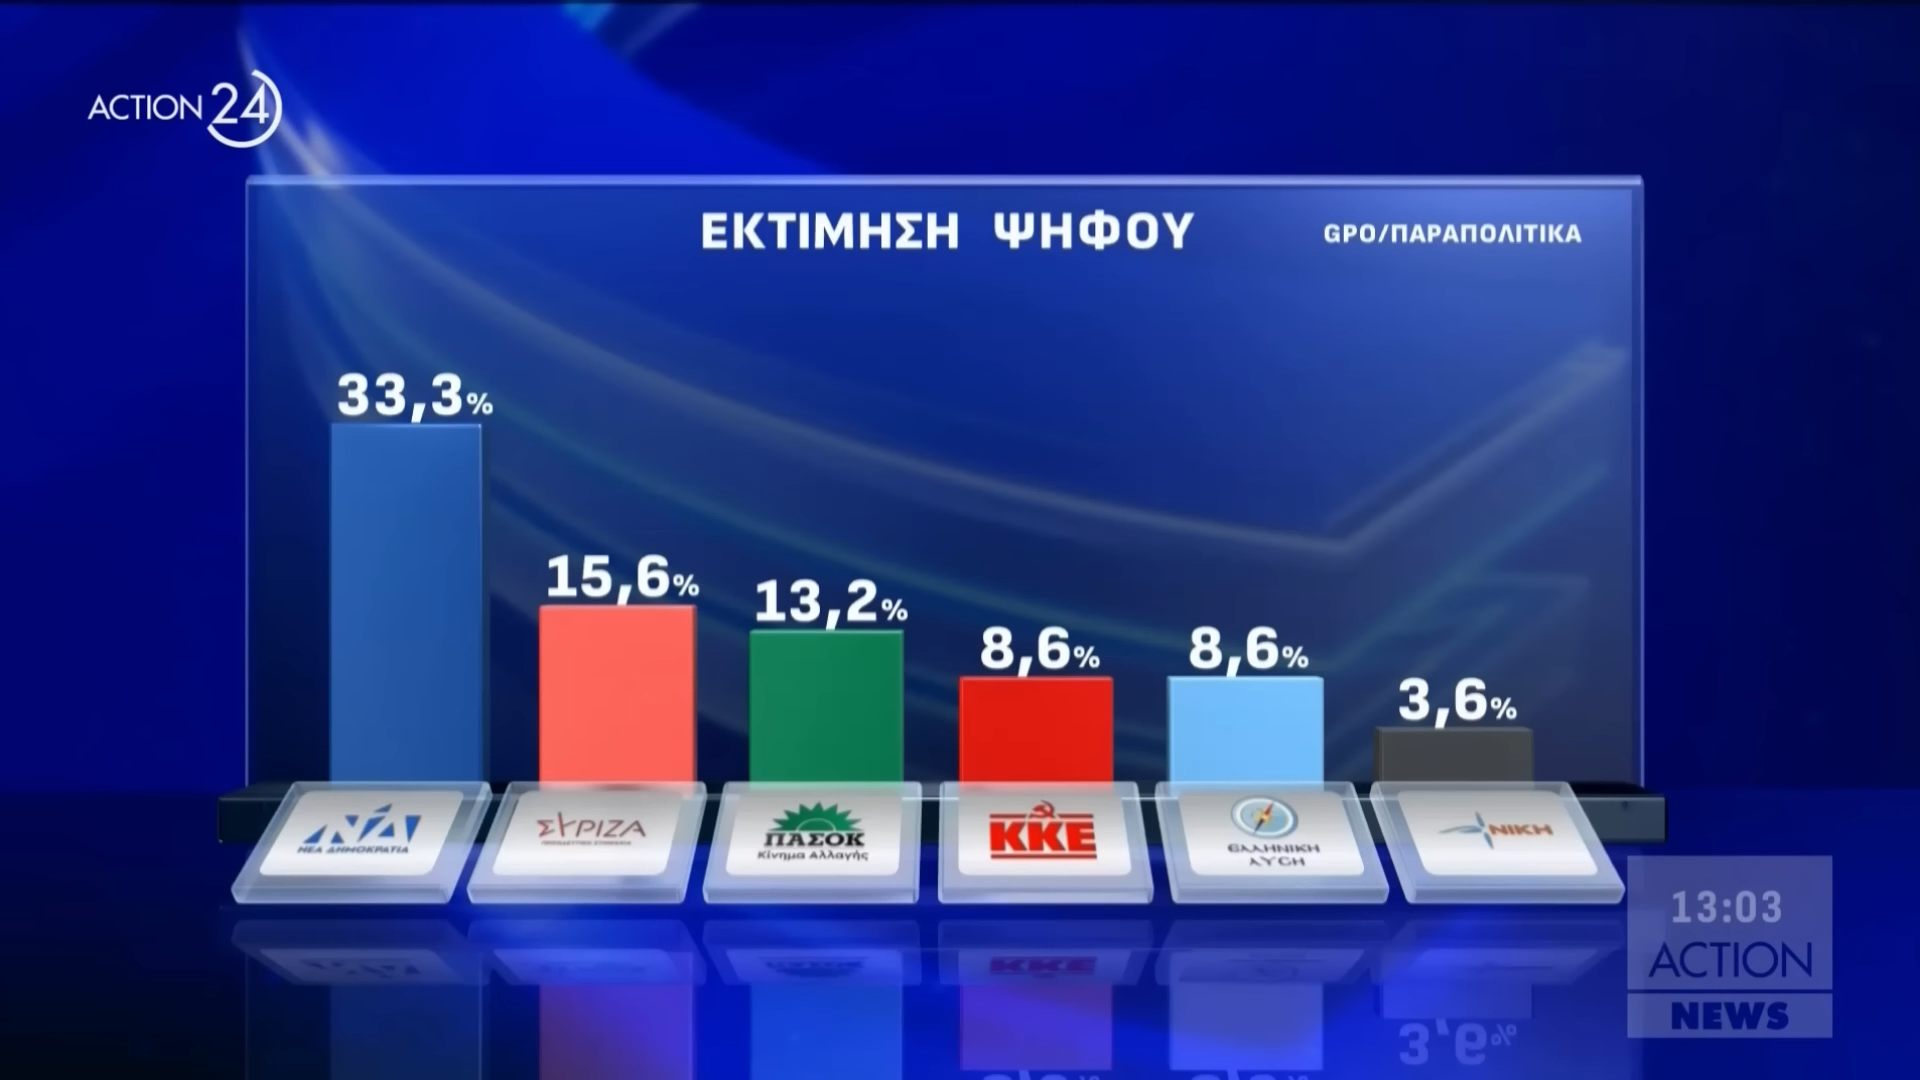 ACTION 24
ΕΚΤΙΜΗΣΗ ΨΗΦΟΥ
GPO/ΠΑΡΑΠΟΛΙΤΙΚΑ
33,3%
15,6%
13,2%
8,6%
8,6%
3,6%
ΝΔ
ΝΕΑ ΔΗΜΟΚΡΑΤΙΑ
ΣΥΡΙΖΑ
ΠΑΣΟΚ
Κίνημα Αλλαγής
ΚΚΕ
ΕΛΛΗΝΙΚΗ
ΛΥΣΗ
ΝΙΚΗ
13:03
ACTION
NEWS